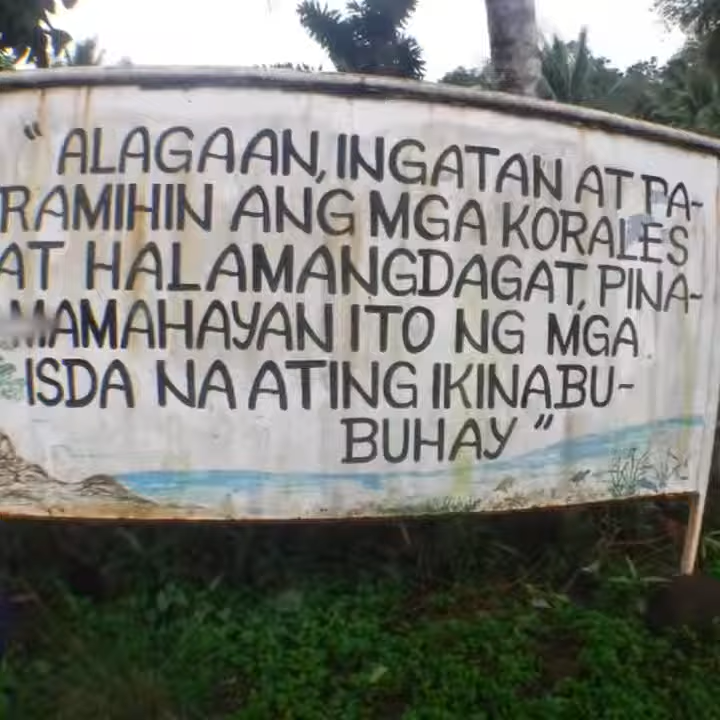 " ALAGAAN, INGATAN AT PA-
RAMIHIN ANG MGA KORALES
AT HALAMANGDAGAT, PINA-
MAMAHAYAN ITO NG MGA
ISDA NA ATING IKINABU-
BUHAY "